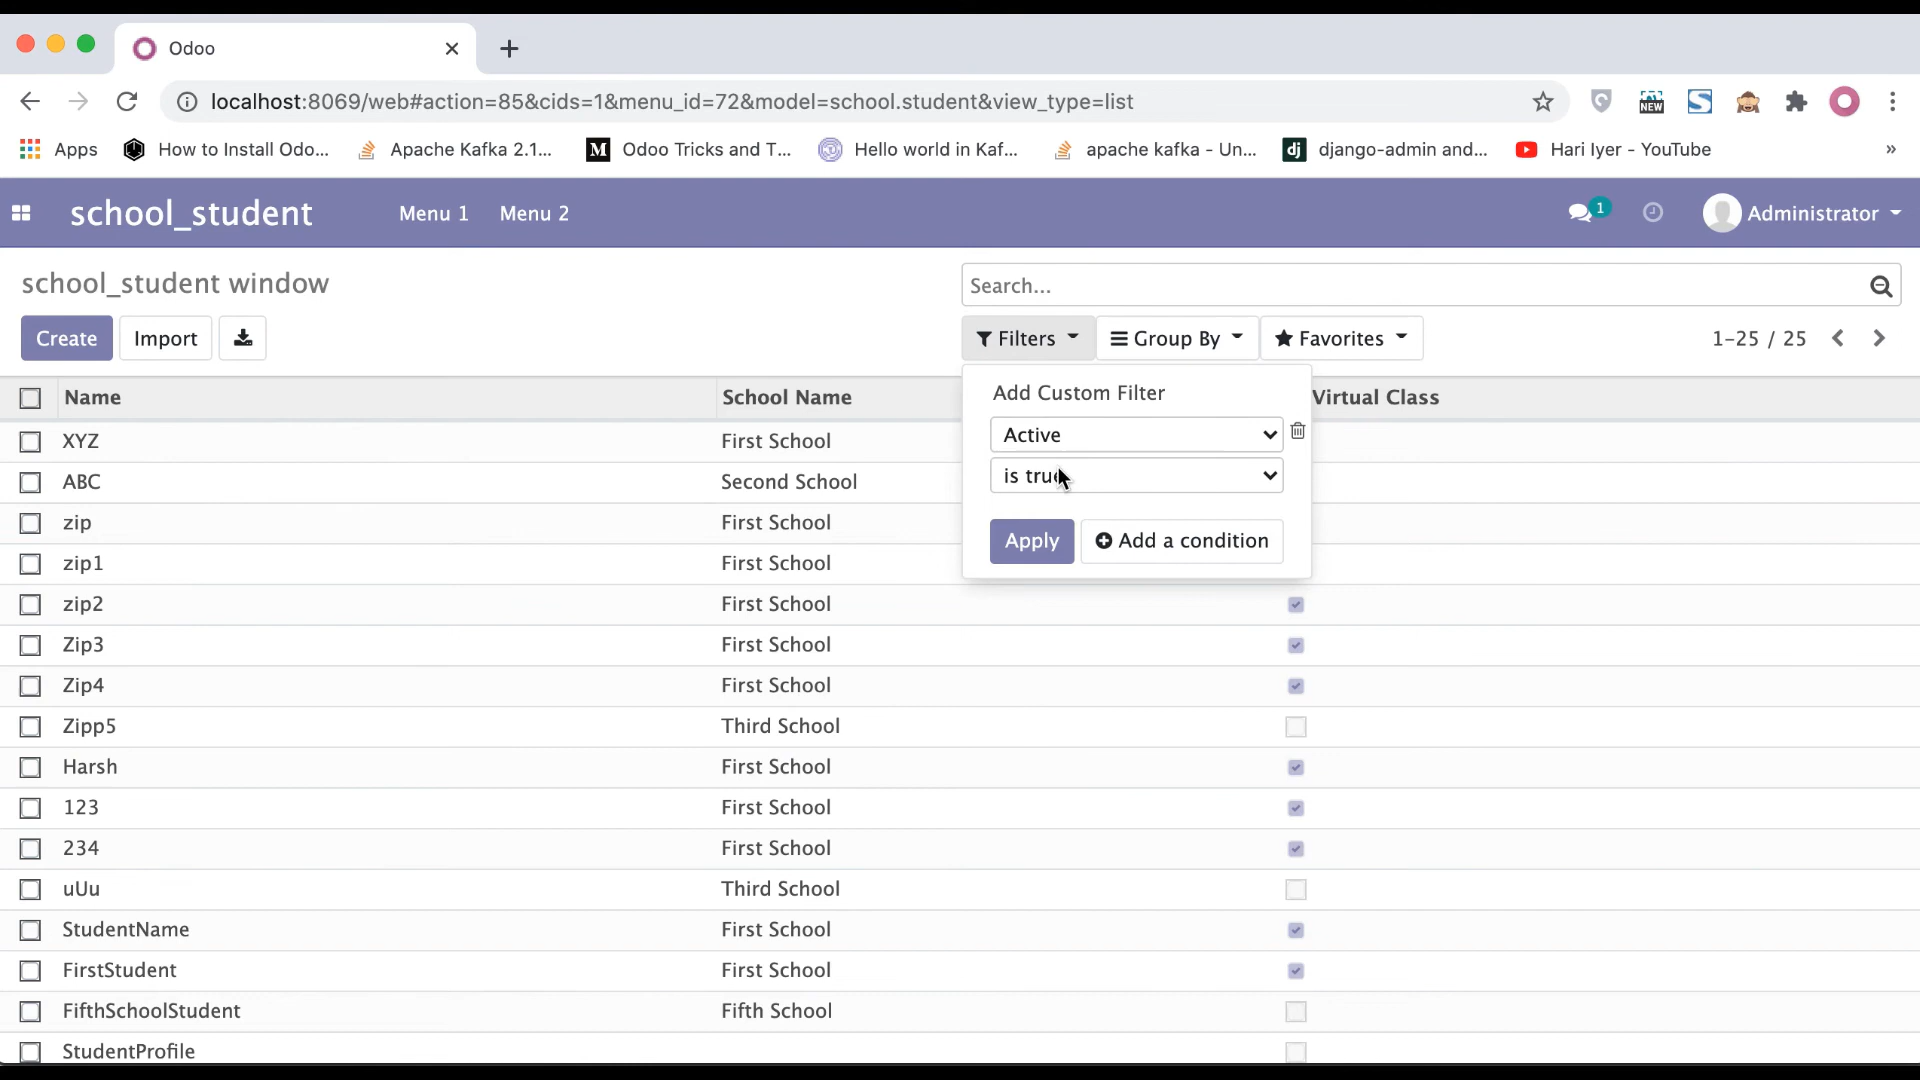 Odoo
localhost:8069/web#action=85&cids=1&menu_id=72&model=school.student&view_type=list
NEW
Apps How to Install Odo... Apache Kafka 2.1... M Odoo Tricks and T... Hello world in Kaf... apache kafka - Un... dj django-admin and... Hari Iyer - YouTube »
school_student Menu 1 Menu 2 1 Administrator
school_student window Search...
Create Import Filters Group By Favorites 1-25 / 25
Name School Name Virtual Class
Add Custom Filter
Active
is true
Apply Add a condition
XYZ First School
ABC Second School
zip First School
zip1 First School
zip2 First School
Zip3 First School
Zip4 First School
Zipp5 Third School
Harsh First School
123 First School
234 First School
uUu Third School
StudentName First School
FirstStudent First School
FifthSchoolStudent Fifth School
StudentProfile